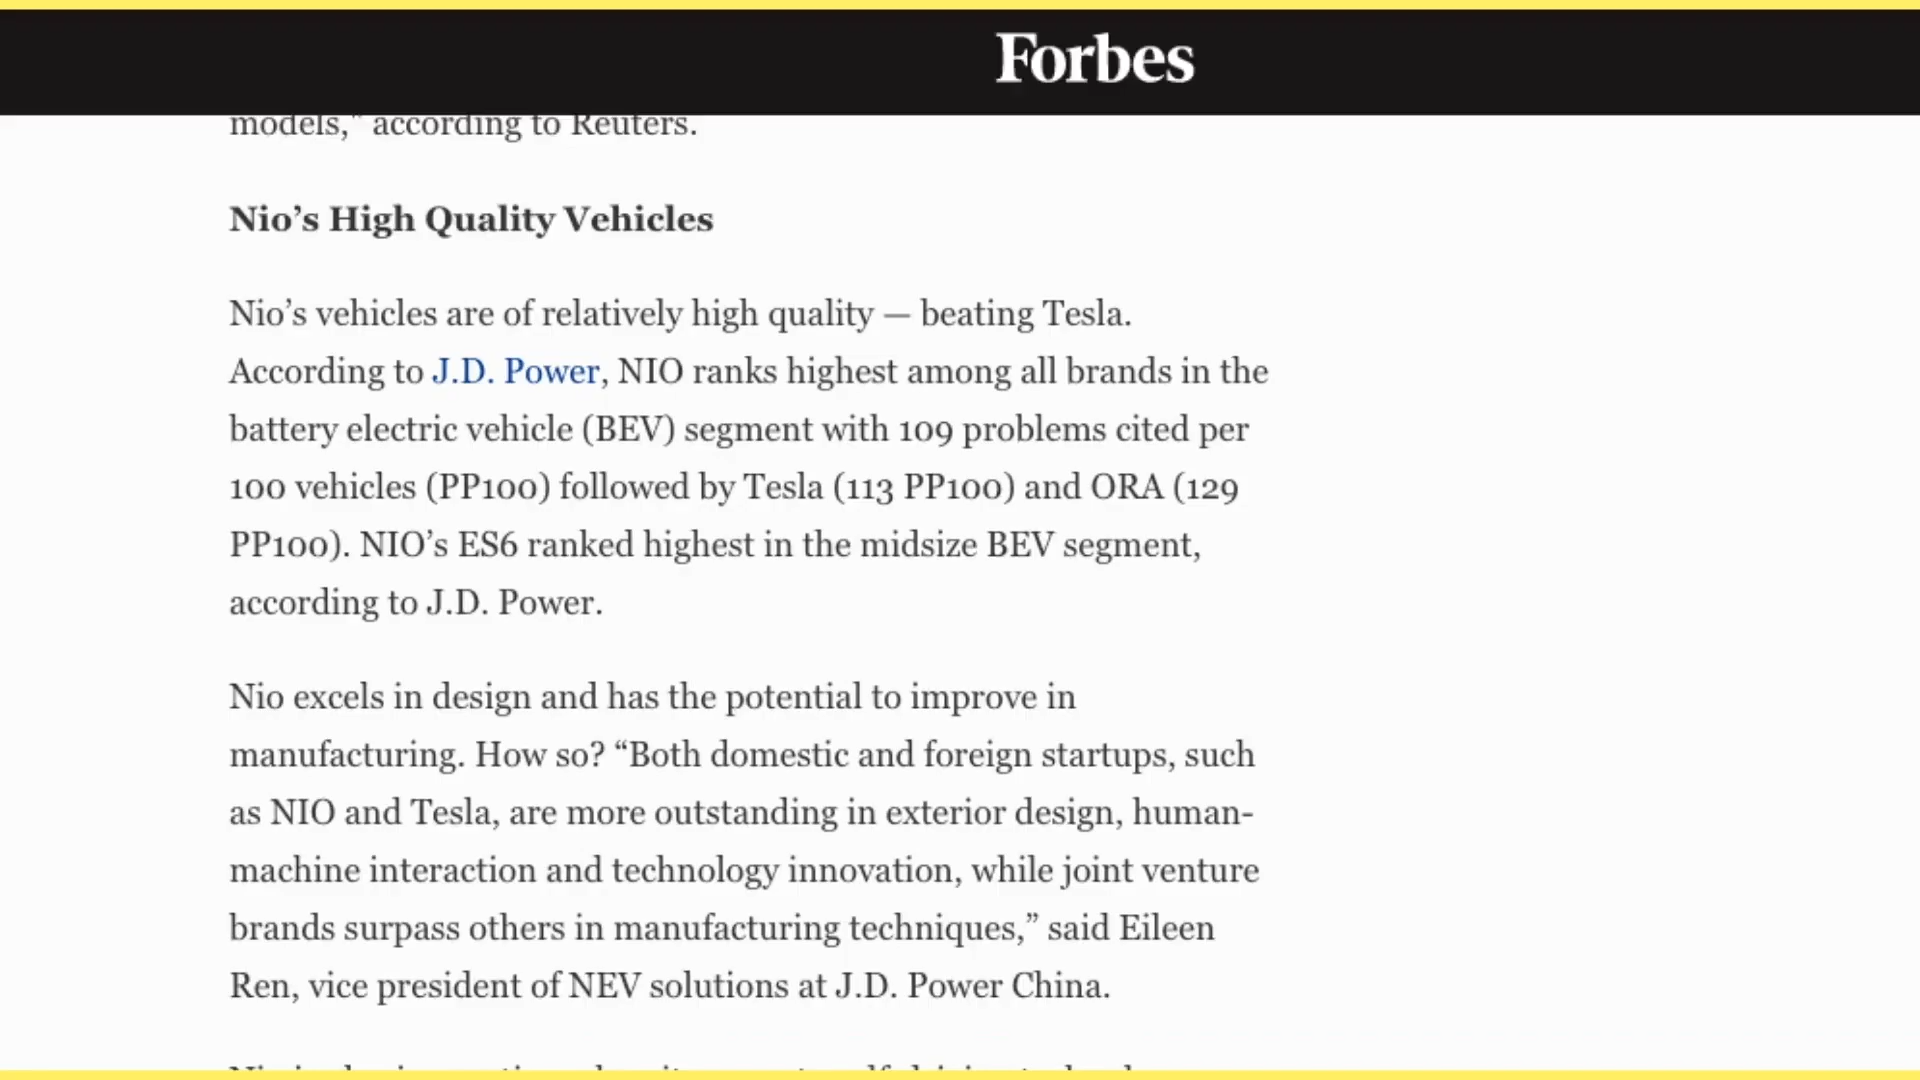 Forbes
models,” according to Reuters.
Nio’s High Quality Vehicles
Nio’s vehicles are of relatively high quality — beating Tesla.
According to J.D. Power, NIO ranks highest among all brands in the
battery electric vehicle (BEV) segment with 109 problems cited per
100 vehicles (PP100) followed by Tesla (113 PP100) and ORA (129
PP100). NIO’s ES6 ranked highest in the midsize BEV segment,
according to J.D. Power.
Nio excels in design and has the potential to improve in
manufacturing. How so? “Both domestic and foreign startups, such
as NIO and Tesla, are more outstanding in exterior design, human-
machine interaction and technology innovation, while joint venture
brands surpass others in manufacturing techniques,” said Eileen
Ren, vice president of NEV solutions at J.D. Power China.